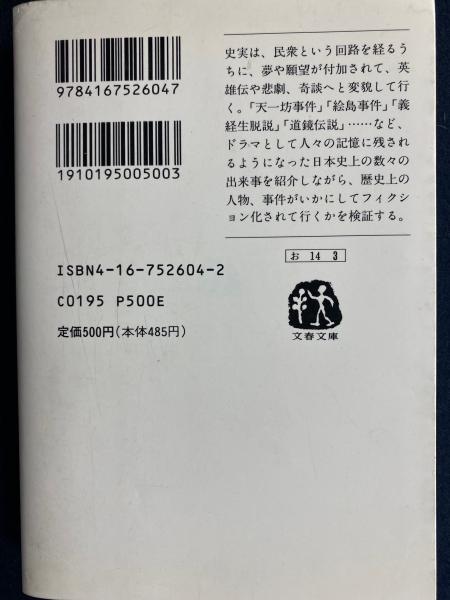 9784167526047
1910195005003
史実は、民衆という回路を経るう
ちに、夢や願望が付加されて、英
雄伝や悲劇、奇談へと変貌して行
く。「天一坊事件」「絵島事件」「義
経生脱説」「道鏡伝説」……など、
ドラマとして人々の記憶に残され
るようになった日本史上の数々の
出来事を紹介しながら、歴史上の
人物、事件がいかにしてフィクシ
ョン化されて行くかを検証する。
お 14 3
文春文庫
ISBN4-16-752604-2
C0195 P500E
定価500円(本体485円)